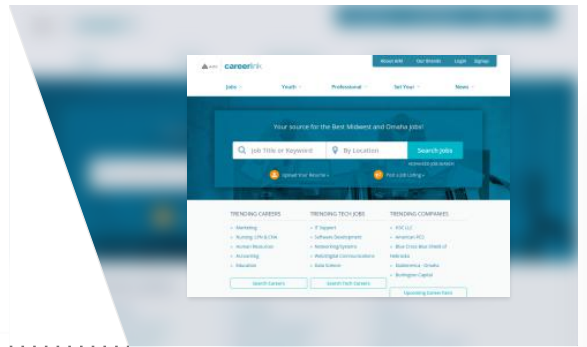 AIM careerlink
About AIM Our Brands Login Signup
Jobs Youth Professional Set Your News
Your source for the Best Midwest and Omaha Jobs!
Job Title or Keyword By Location Search Jobs
Upload Your Resume » Post a Job Listing »
TRENDING CAREERS TRENDING TECH JOBS TRENDING COMPANIES
Marketing IT Support
Software Development American
Human Resources Networking/Systems Blue Cross Blue Shield of
Accounting Nebraska
Education Data Science
Burlington Capital
Search Careers Search Tech Careers
Upcoming Career Fairs